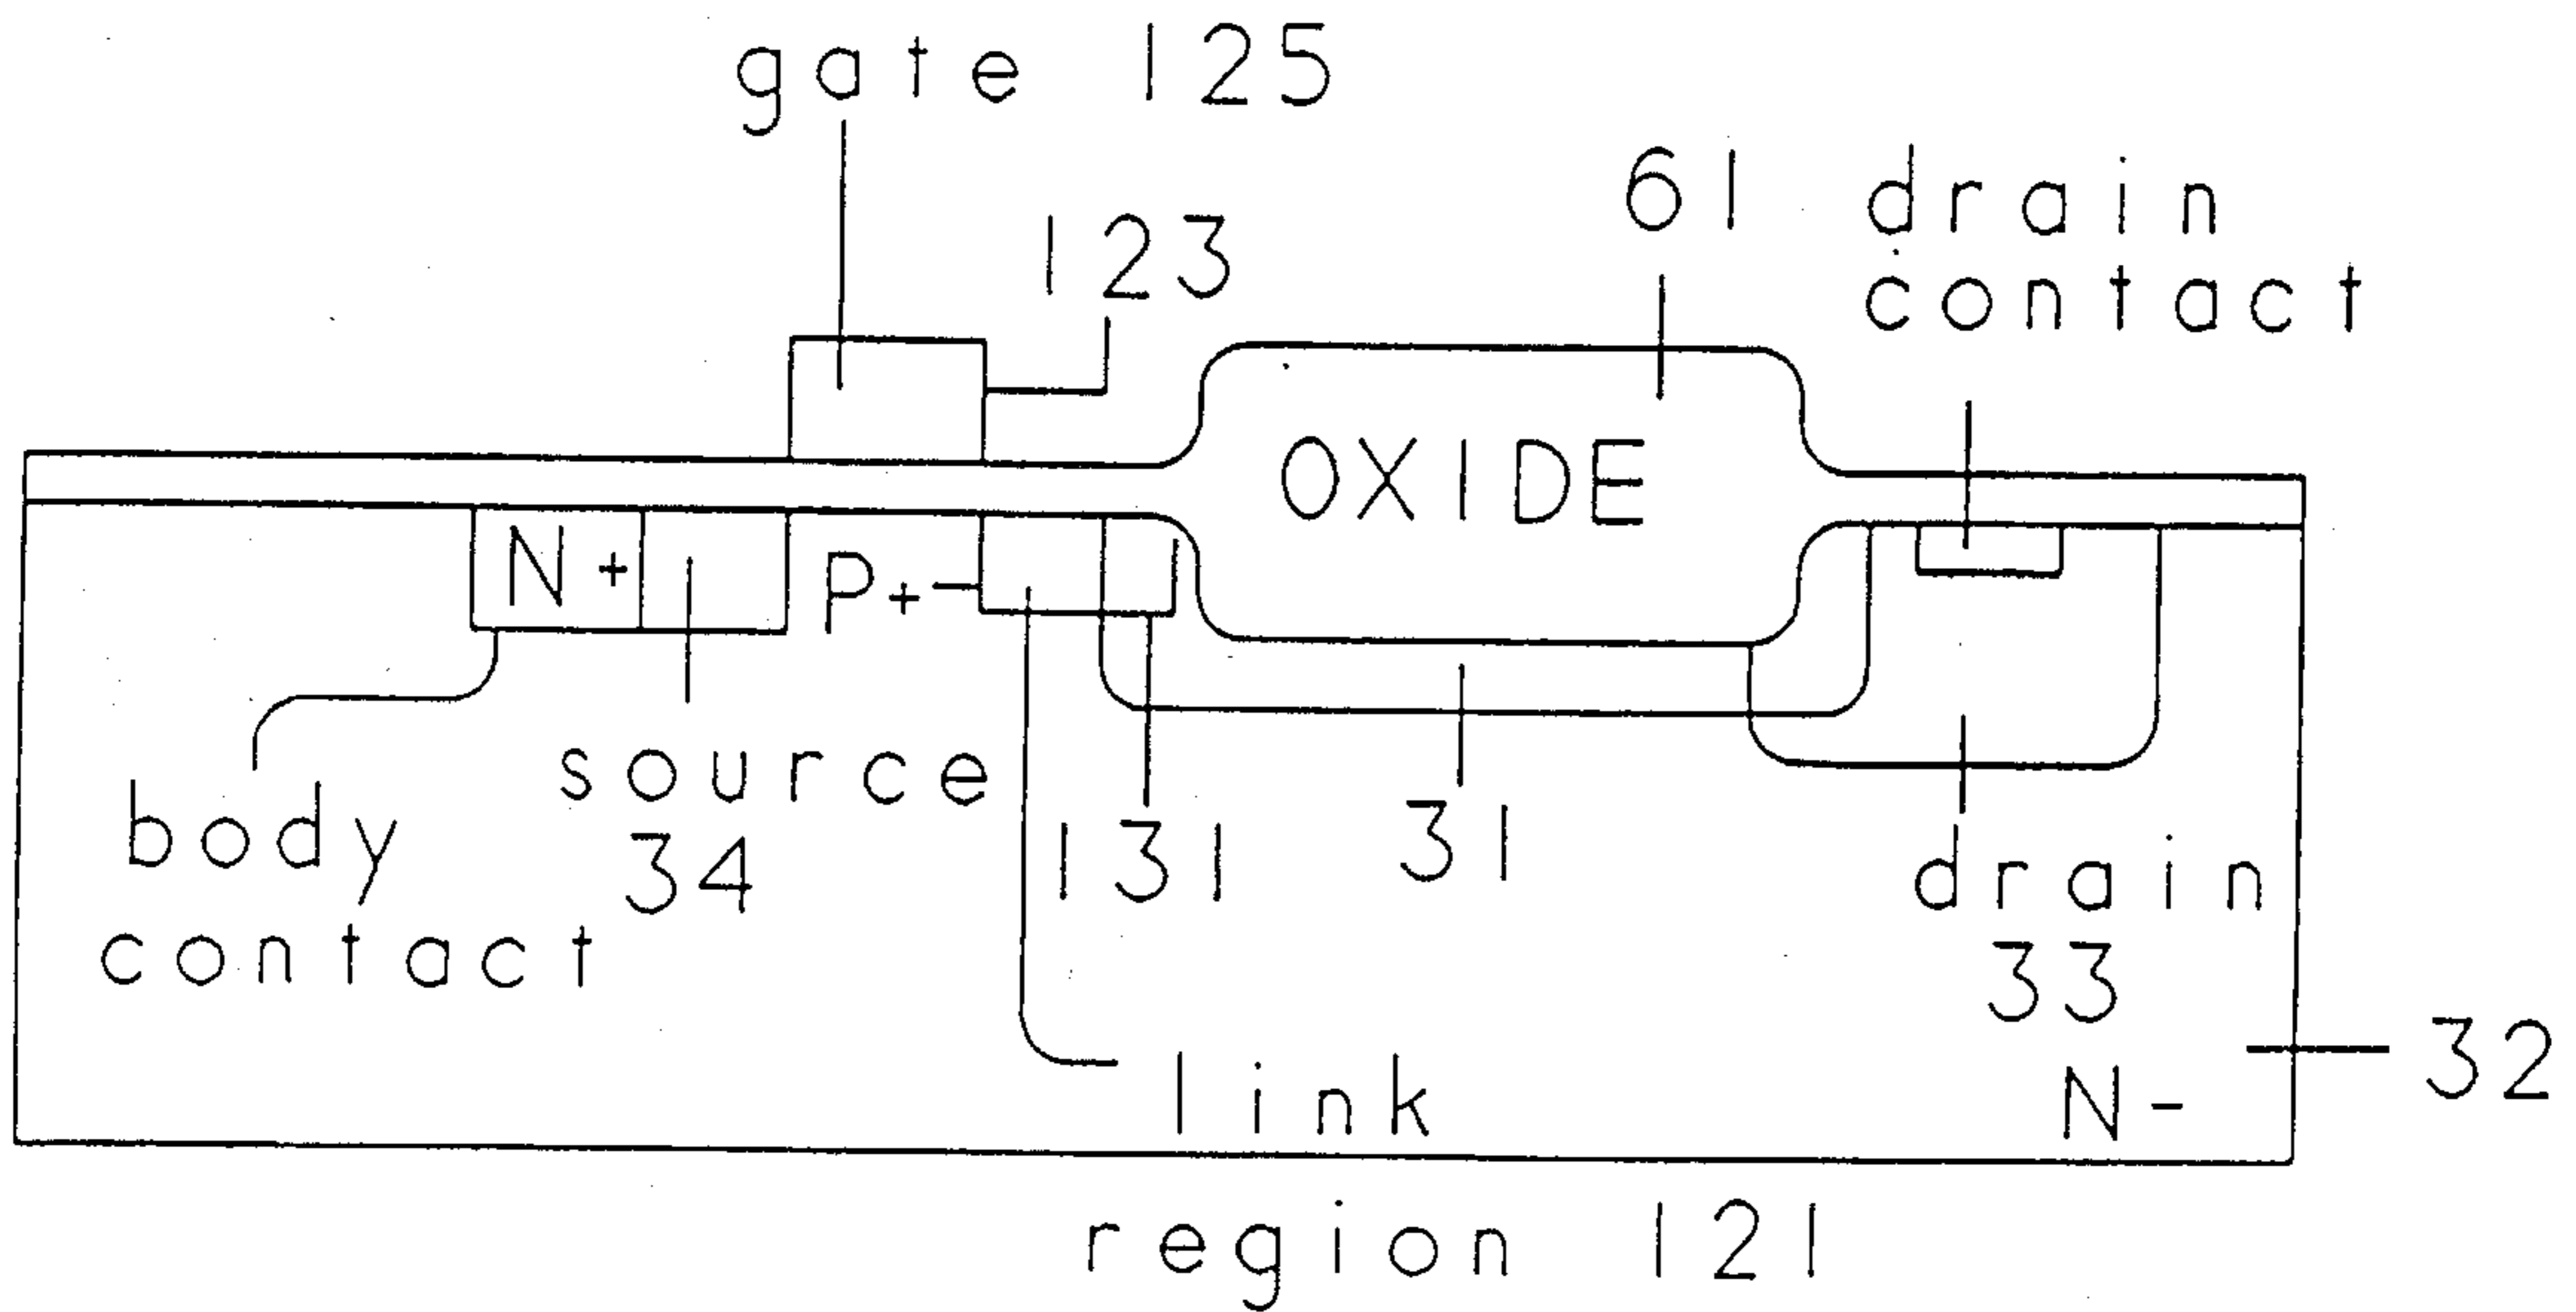 gate 125
123
61 drain
contact
OXIDE
N+
P+
source
34
body
contact
131
31
drain
33
32
N-
link
region 121